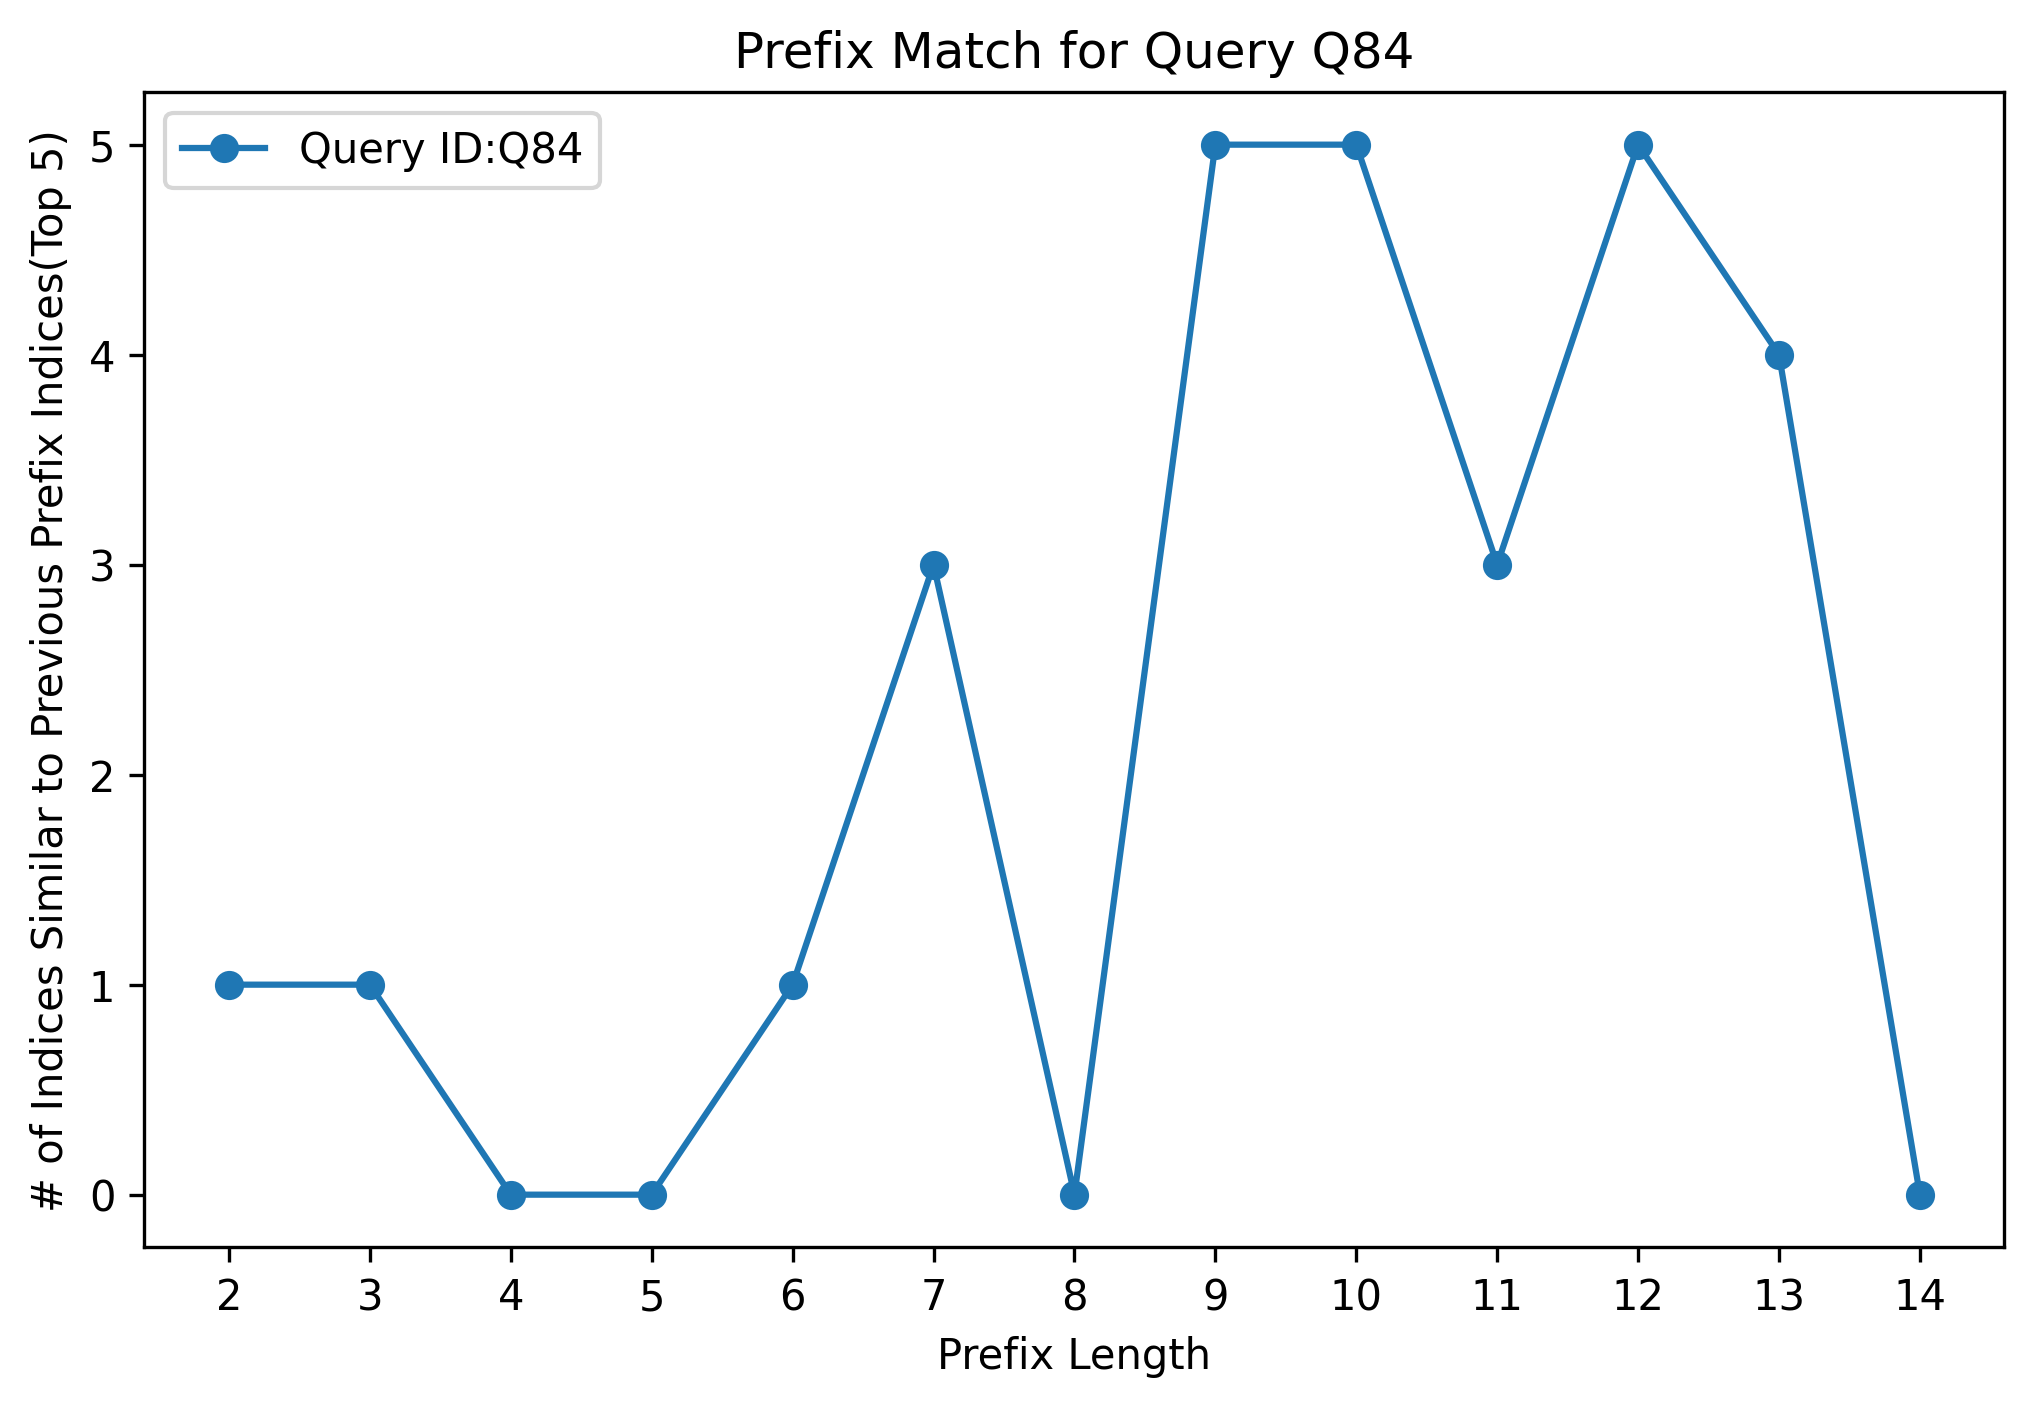 Prefix Match for Query Q84
Query ID:Q84
# of Indices Similar to Previous Prefix Indices(Top 5)
5
4
3
2
1
0
2 3 4 5 6 7 8 9 10 11 12 13 14
Prefix Length